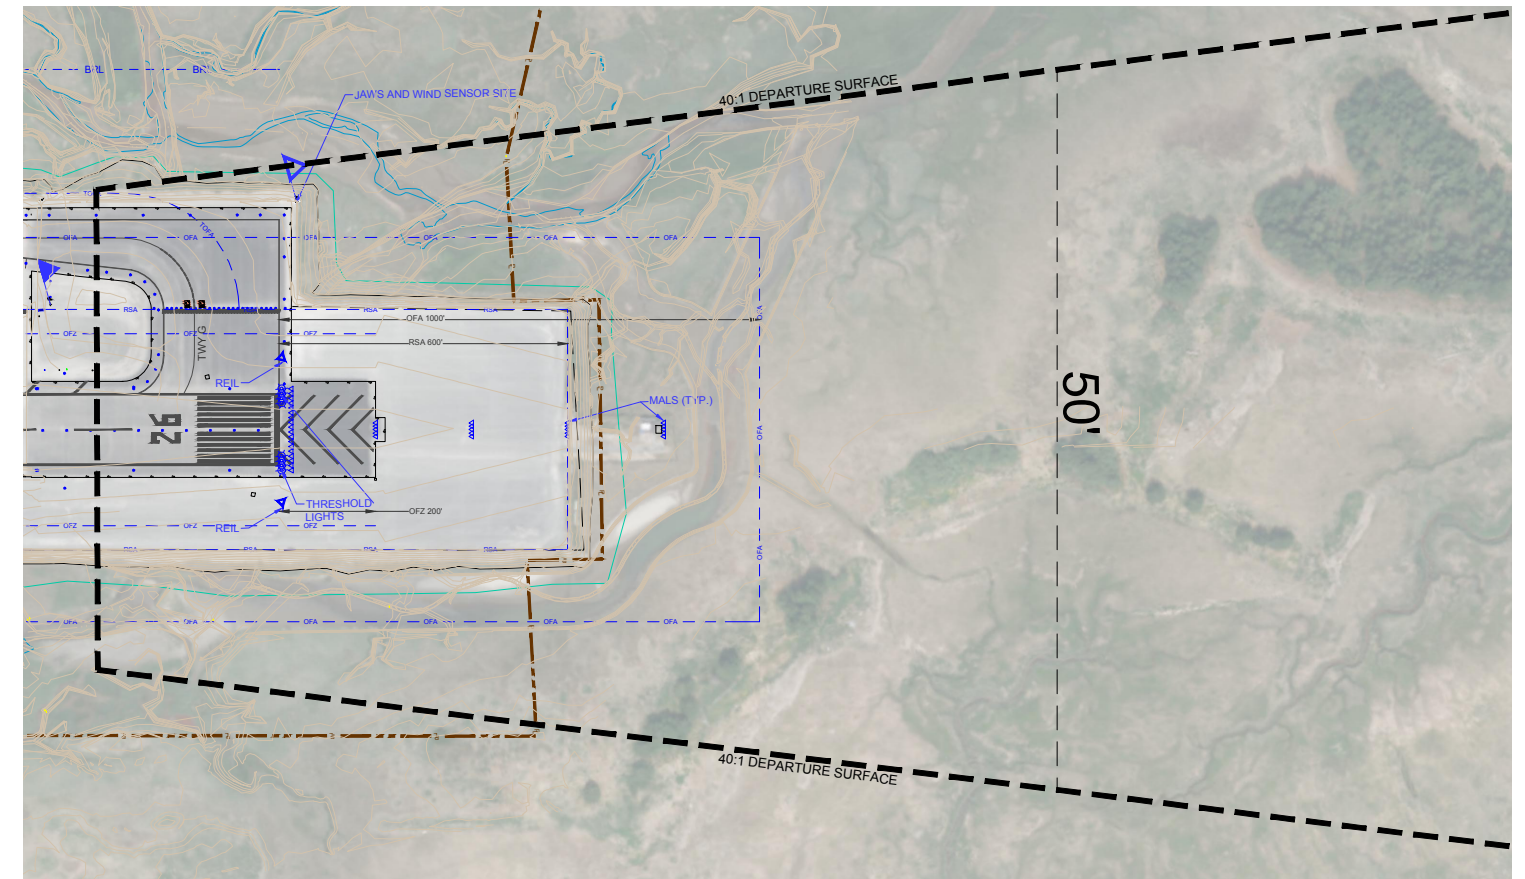 BRL
BRL
JAWS AND WIND SENSOR SITE
40:1 DEPARTURE SURFACE
TOFA
OFA
OFA
OFA
OFA
OFA
OFA
RSA
RSA
RSA
OFA
OFA 1000'
OFZ
OFZ
OFZ
TWY G
RSA 600'
REIL
MALS (TYP.)
50'
26
OFA
THRESHOLD
LIGHTS
OFZ 200'
REIL
OFZ
OFZ
OFZ
RSA
RSA
RSA
RSA
OFA
OFA
OFA
OFA
OFA
OFA
OFA
40:1 DEPARTURE SURFACE